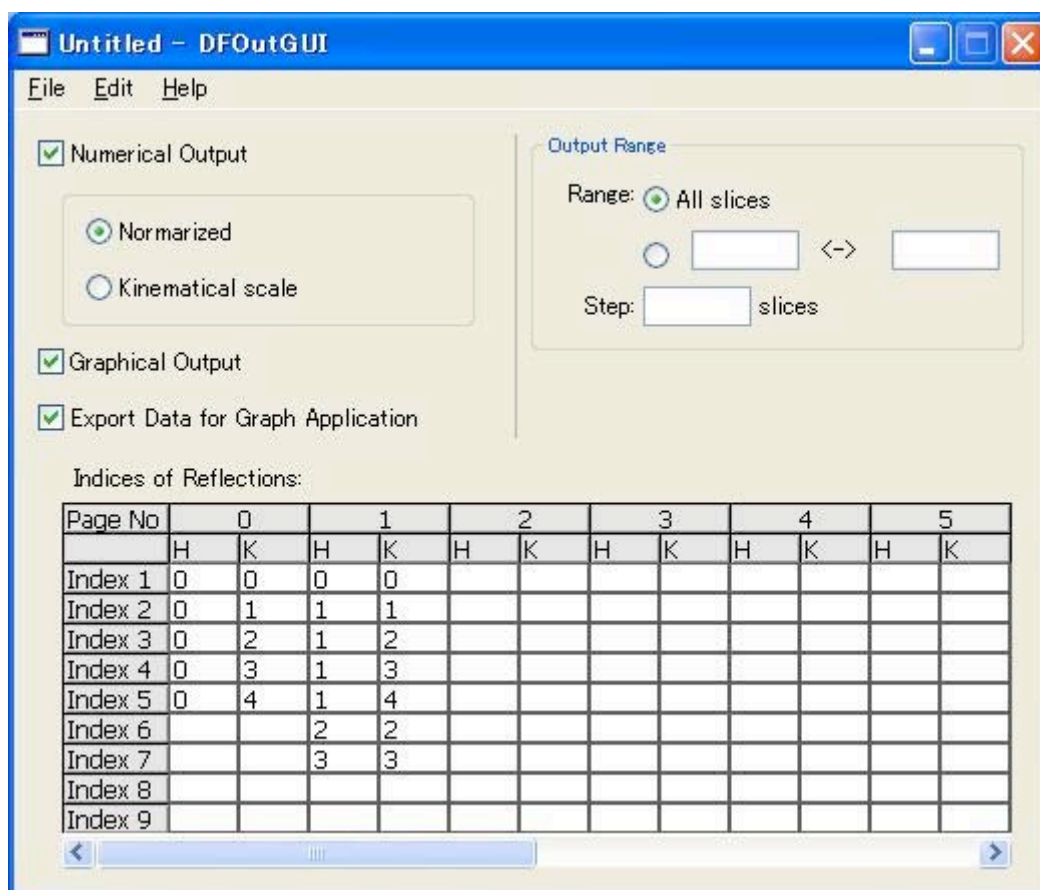 Untitled - DFOutGUI
File Edit Help
Numerical Output
Normarized
Kinematical scale
Graphical Output
Export Data for Graph Application
Output Range
Range: All slices
<->
Step: slices
Indices of Reflections:
Page No 0 1 2 3 4 5
H K H K H K H K H K H K
Index 1 0 0 0 0
Index 2 0 1 1 1
Index 3 0 2 1 2
Index 4 0 3 1 3
Index 5 0 4 1 4
Index 6 2 2
Index 7 3 3
Index 8
Index 9